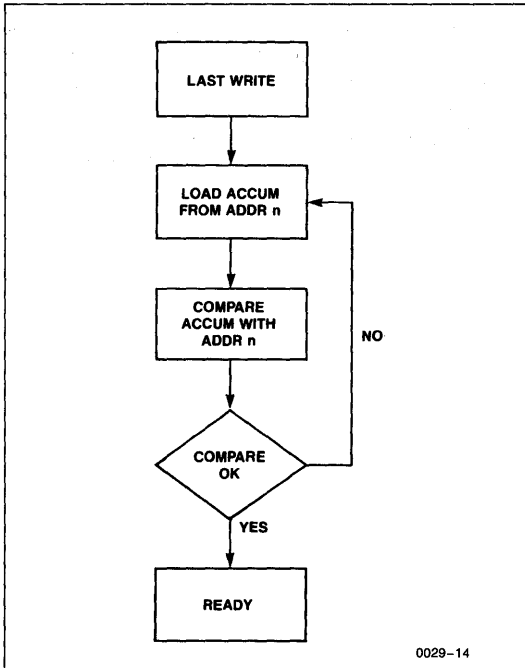 LAST WRITE
LOAD ACCUM
FROM ADDR n
COMPARE
ACCUM WITH
ADDR n
NO
COMPARE
OK
YES
READY
0029-14